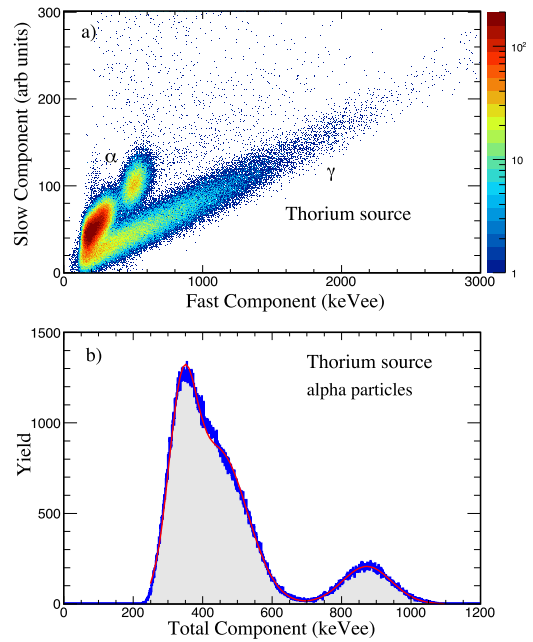 a)
300
200
100
0
Slow Component (arb units)
α
γ
Thorium source
0 1000 2000 3000
Fast Component (keVee)
10²
10
1
b)
1500
1000
500
0
Yield
Thorium source
alpha particles
0 200 400 600 800 1000 1200
Total Component (keVee)